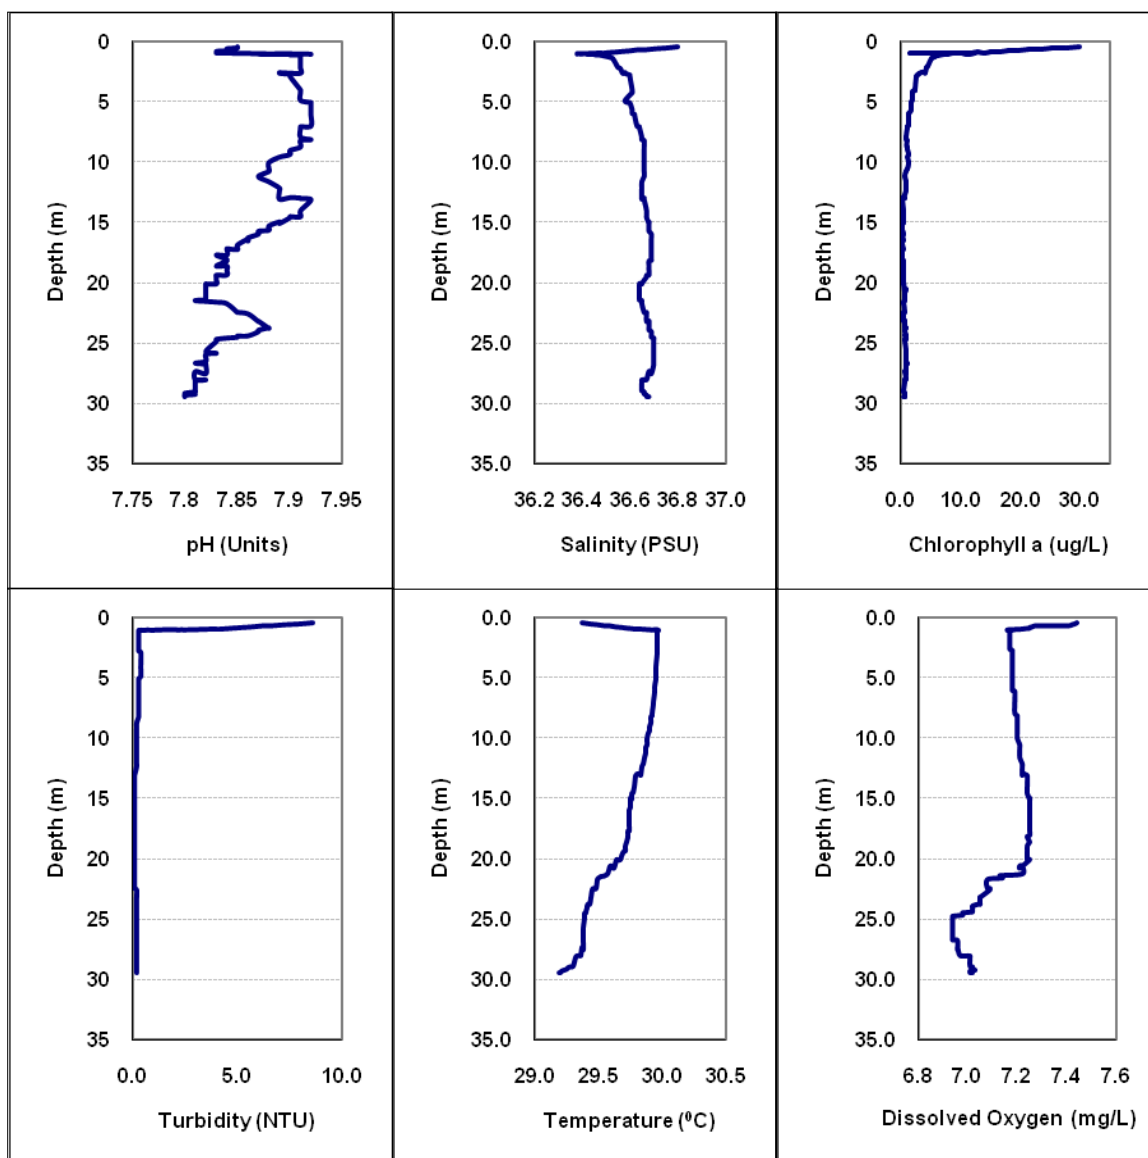 0
5
10
15
20
25
30
35
Depth (m)
7.75 7.8 7.85 7.9 7.95
pH (Units)
0.0
5.0
10.0
15.0
20.0
25.0
30.0
35.0
Depth (m)
36.2 36.4 36.6 36.8 37.0
Salinity (PSU)
0
5
10
15
20
25
30
35
Depth (m)
0.0 10.0 20.0 30.0
Chlorophyll a (ug/L)
0
5
10
15
20
25
30
35
Depth (m)
0.0 5.0 10.0
Turbidity (NTU)
0.0
5.0
10.0
15.0
20.0
25.0
30.0
35.0
Depth (m)
29.0 29.5 30.0 30.5
Temperature (⁰C)
0.0
5.0
10.0
15.0
20.0
25.0
30.0
35.0
Depth (m)
6.8 7.0 7.2 7.4 7.6
Dissolved Oxygen (mg/L)